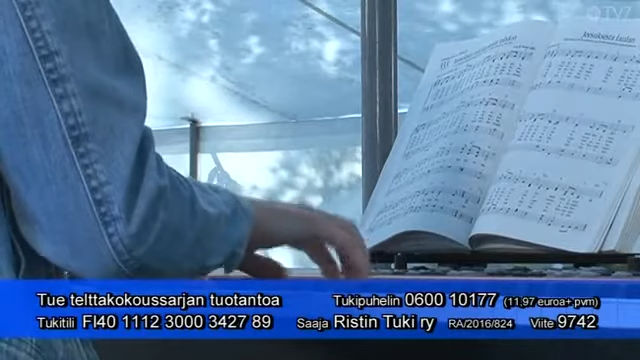 TV7
Tue telttakokoussarjan tuotantoa Tukipuhelin 0600 10177 (11,97 euroa+pvm)
Tukitili FI40 1112 3000 3427 89 Saaja Ristin Tuki ry RA/2016/824 Viite 9742